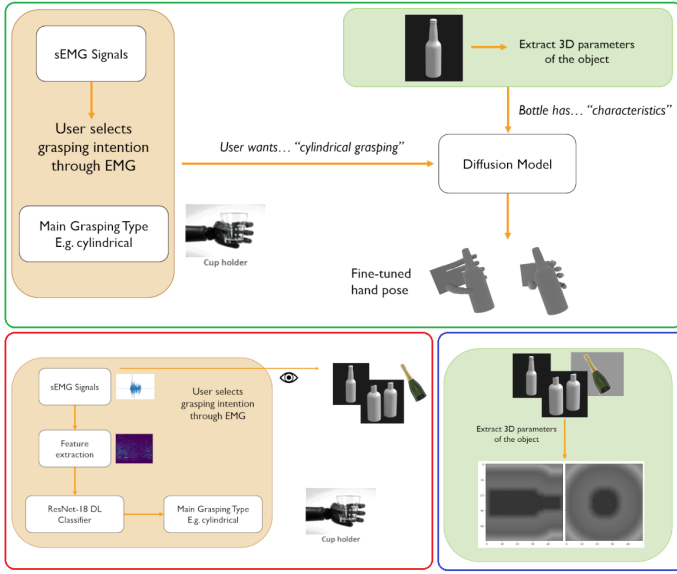 sEMG Signals
User selects
grasping intention
through EMG
Main Grasping Type
E.g. cylindrical
Cup holder
User wants… “cylindrical grasping”
Extract 3D parameters
of the object
Bottle has… “characteristics”
Diffusion Model
Fine-tuned
hand pose
sEMG Signals
User selects
grasping intention
through EMG
Feature
extraction
ResNet-18 DL
Classifier
Main Grasping Type
E.g. cylindrical
Cup holder
Extract 3D parameters
of the object